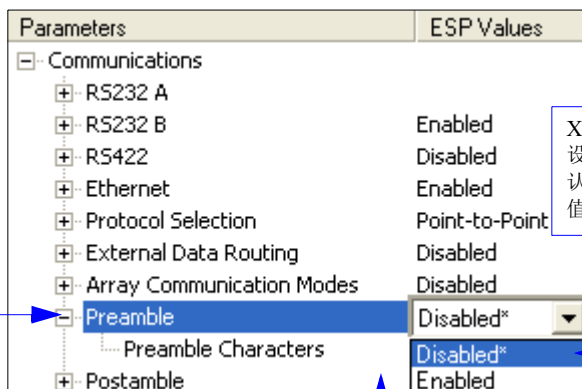 Parameters ESP Values
Communications
RS232 A
RS232 B Enabled
RS422 Disabled
Ethernet Enabled
Protocol Selection Point-to-Point
External Data Routing Disabled
Array Communication Modes Disabled
Preamble Disabled*
Preamble Characters Disabled*
Postamble Enabled
X
设
认
值